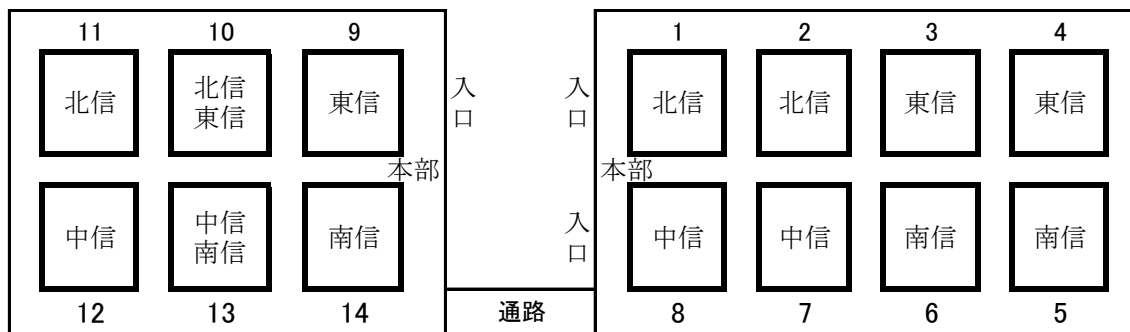 11 10 9 1 2 3 4
北信
北信
東信
東信
入口
入口
北信
北信
東信
東信
本部
本部
中信
中信
南信
南信
入口
中信
中信
南信
南信
12 13 14 通路 8 7 6 5